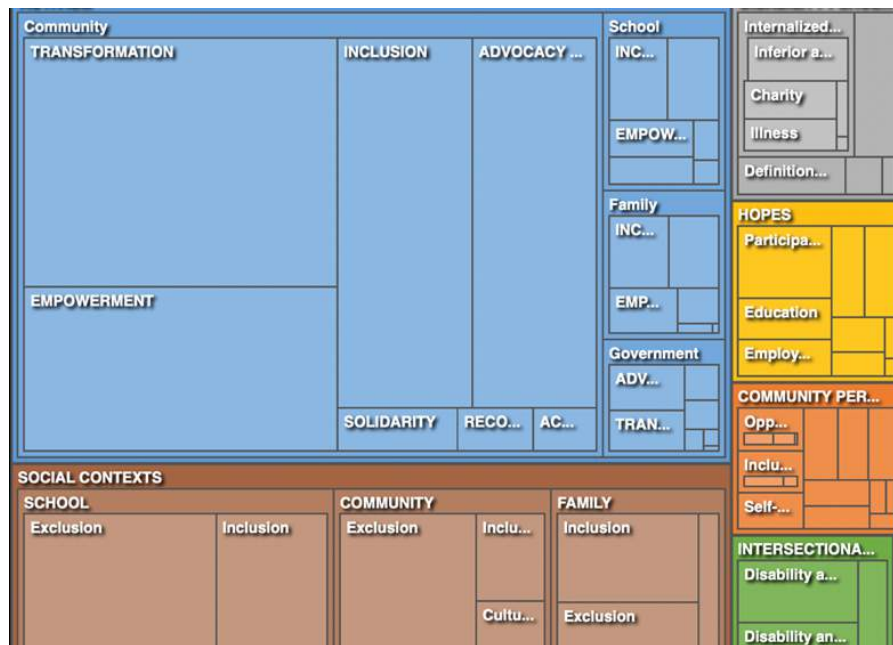 Community
TRANSFORMATION
INCLUSION
ADVOCACY ...
EMPOWERMENT
SOLIDARITY
RECO...
AC...
School
INC...
EMPOW...
Family
INC...
EMP...
Government
ADV...
TRAN...
Internalized...
Inferior a...
Charity
Illness
Definition...
HOPES
Participa...
Education
Employ...
COMMUNITY PER...
Opp...
Inclu...
Self-...
INTERSECTIONA...
Disability a...
Disability an...
SOCIAL CONTEXTS
SCHOOL
Exclusion
Inclusion
COMMUNITY
Exclusion
Inclu...
Cultu...
FAMILY
Inclusion
Exclusion